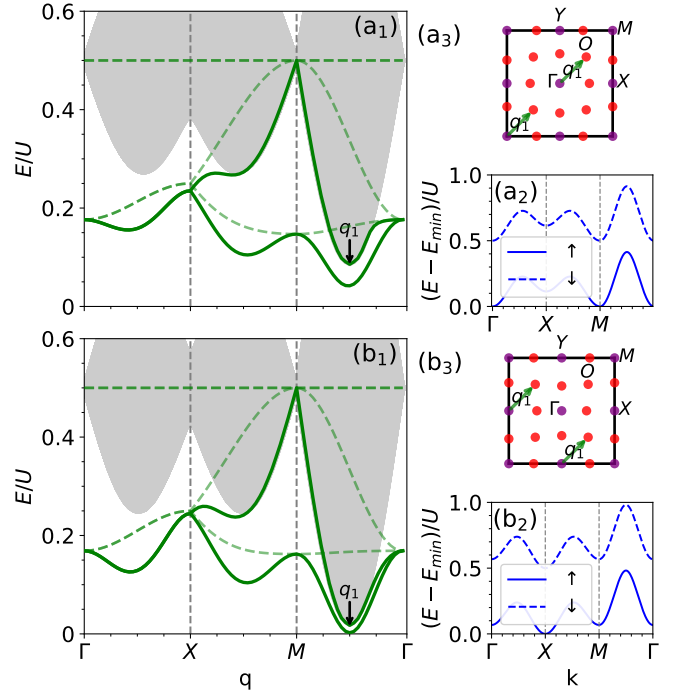 (a₁)
E/U
0.6
0.4
0.2
0
q₁
(a₃)
Y
M
O
q₁
Γ
X
q₁
(a₂)
(E − Eₘᵢₙ)/U
1.0
0.5
0.0
↑
↓
Γ X M Γ
(b₁)
E/U
0.6
0.4
0.2
0
q₁
Γ X M Γ
q
(b₃)
Y
M
O
q₁
Γ
X
q₁
(b₂)
(E − Eₘᵢₙ)/U
1.0
0.5
0.0
↑
↓
Γ X M Γ
k